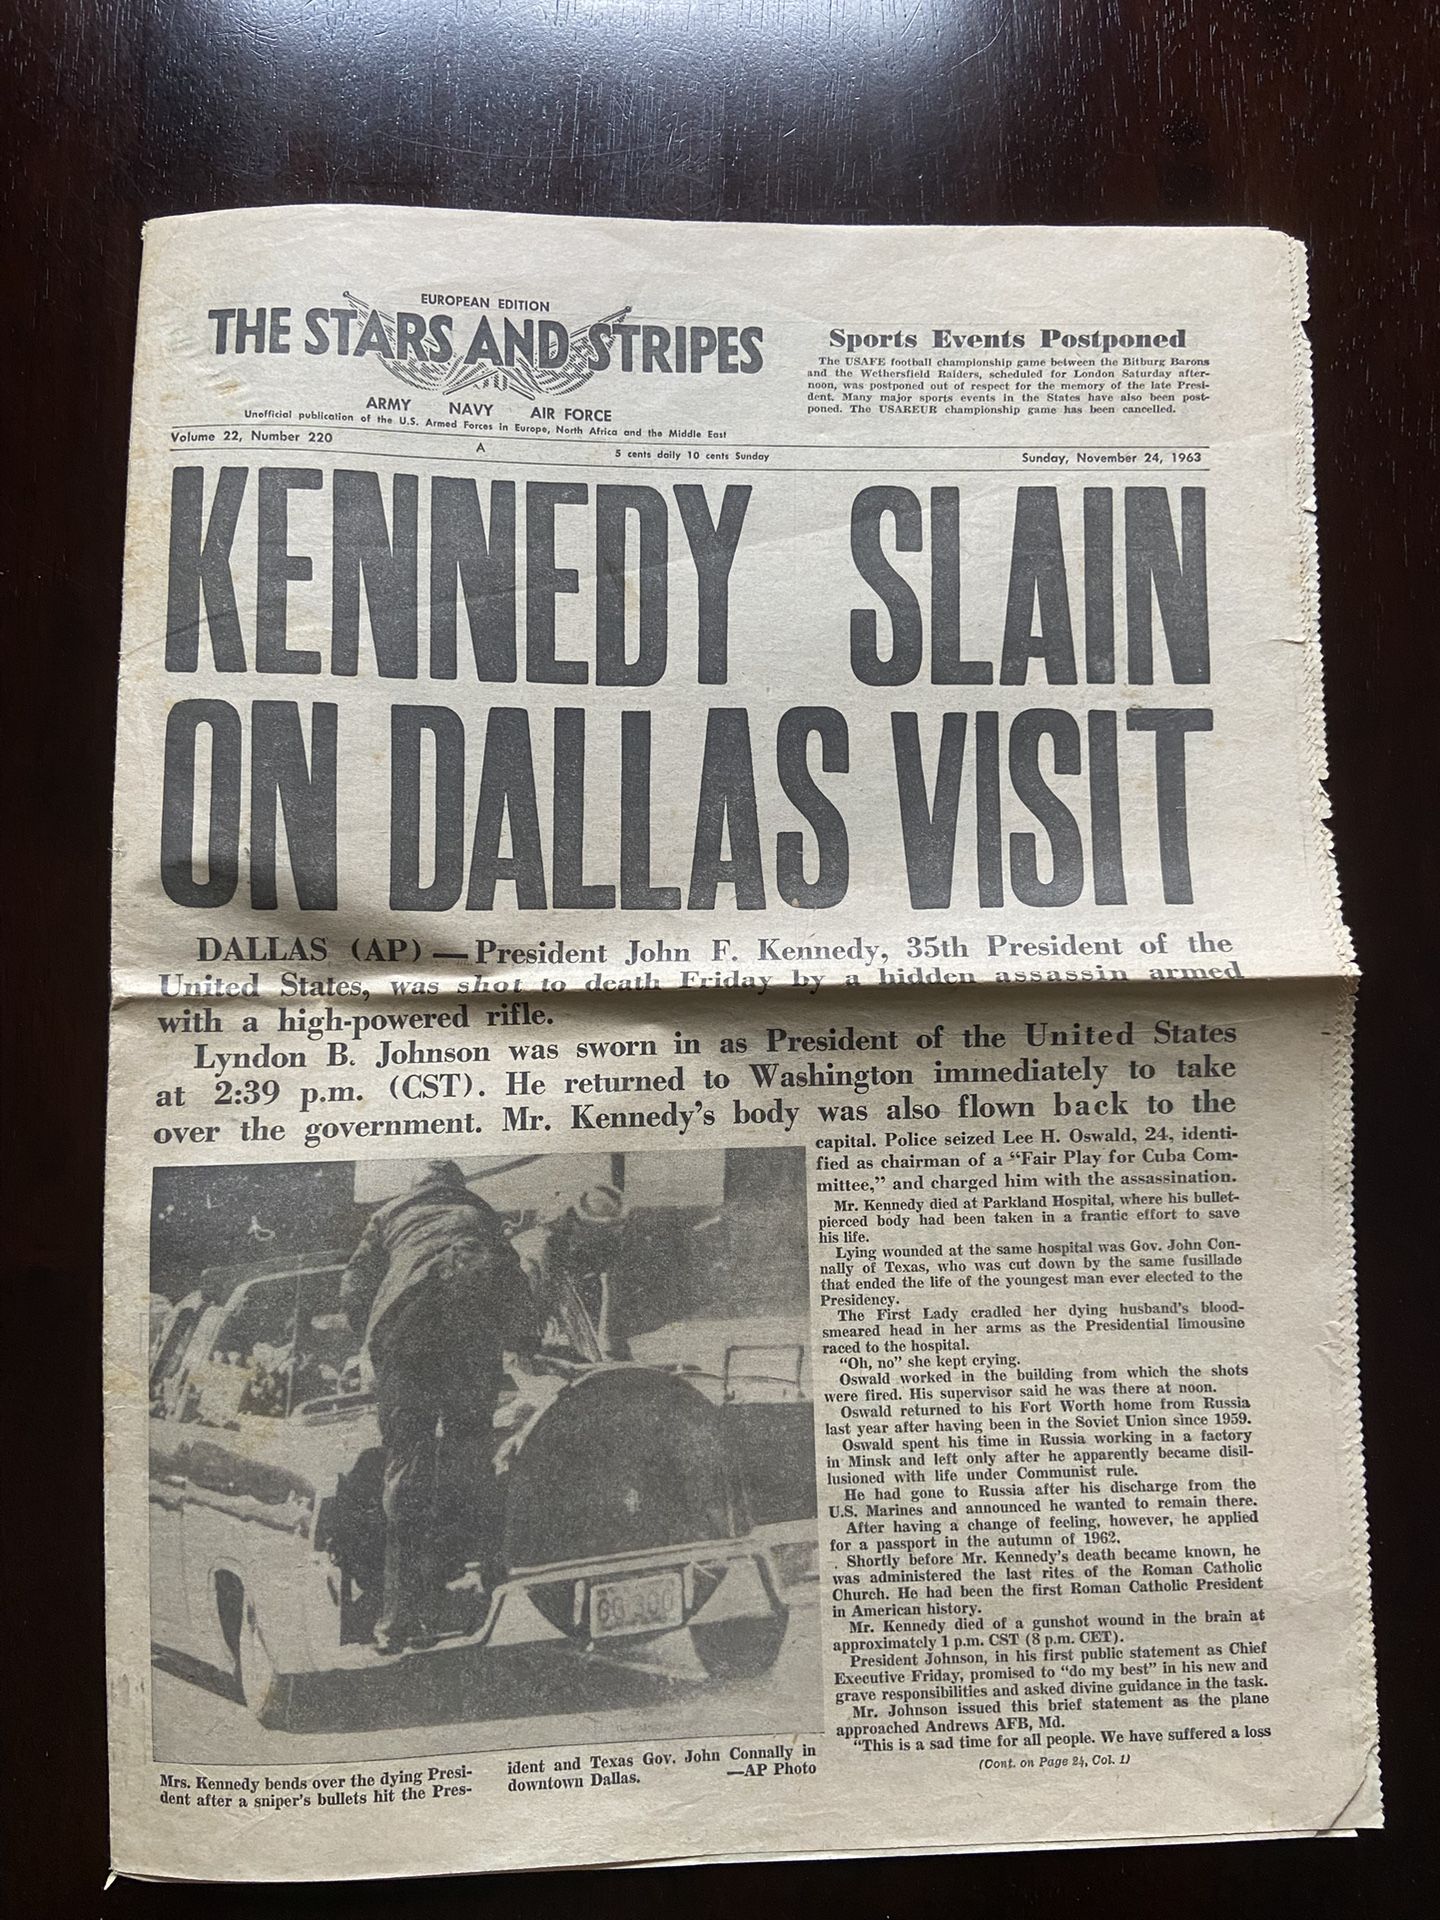 EUROPEAN EDITION
THE STARS AND STRIPES
ARMY NAVY AIR FORCE
Unofficial publication of the U.S. Armed Forces in Europe, North Africa and the Middle East
Volume 22, Number 220
A
5 cents daily 10 cents Sunday
Sunday, November 24, 1963
Sports Events Postponed
The USAFE football championship game between the Bitburg Barons
and the Wethersfield Raiders, scheduled for London Saturday after-
noon, was postponed out of respect for the memory of the late Presi-
dent. Many major sports events in the States have also been post-
poned. The USAREUR championship game has been cancelled.
KENNEDY SLAIN
ON DALLAS VISIT
DALLAS (AP) — President John F. Kennedy, 35th President of the
United States, was shot to death Friday by a hidden assassin armed
with a high-powered rifle.
Lyndon B. Johnson was sworn in as President of the United States
at 2:39 p.m. (CST). He returned to Washington immediately to take
over the government. Mr. Kennedy's body was also flown back to the
capital. Police seized Lee H. Oswald, 24, identi-
fied as chairman of a "Fair Play for Cuba Com-
mittee," and charged him with the assassination.
Mr. Kennedy died at Parkland Hospital, where his bullet-
pierced body had been taken in a frantic effort to save
his life.
Lying wounded at the same hospital was Gov. John Con-
nally of Texas, who was cut down by the same fusillade
that ended the life of the youngest man ever elected to the
Presidency.
The First Lady cradled her dying husband's blood-
smeared head in her arms as the Presidential limousine
raced to the hospital.
"Oh, no" she kept crying.
Oswald worked in the building from which the shots
were fired. His supervisor said he was there at noon.
Oswald returned to his Fort Worth home from Russia
last year after having been in the Soviet Union since 1959.
Oswald spent his time in Russia working in a factory
in Minsk and left only after he apparently became disil-
lusioned with life under Communist rule.
He had gone to Russia after his discharge from the
U.S. Marines and announced he wanted to remain there.
After having a change of feeling, however, he applied
for a passport in the autumn of 1962.
Shortly before Mr. Kennedy's death became known, he
was administered the last rites of the Roman Catholic
Church. He had been the first Roman Catholic President
in American history.
Mr. Kennedy died of a gunshot wound in the brain at
approximately 1 p.m. CST (8 p.m. CET).
President Johnson, in his first public statement as Chief
Executive Friday, promised to "do my best" in his new and
grave responsibilities and asked divine guidance in the task.
Mr. Johnson issued this brief statement as the plane
approached Andrews AFB, Md.
"This is a sad time for all people. We have suffered a loss
(Cont. on Page 24, Col. 1)
GG 300
Mrs. Kennedy bends over the dying Presi-
dent after a sniper's bullets hit the Pres-
ident and Texas Gov. John Connally in
downtown Dallas. —AP Photo